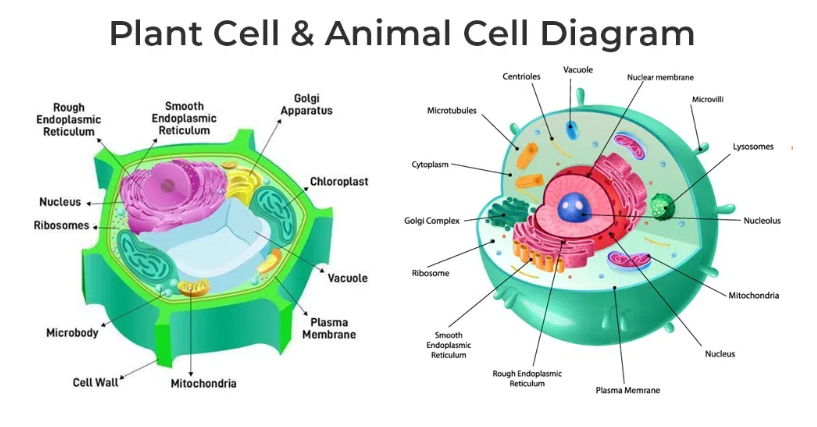 Plant Cell & Animal Cell Diagram
Rough
Endoplasmic
Reticulum
Smooth
Endoplasmic
Reticulum
Golgi
Apparatus
Chloroplast
Nucleus
Ribosomes
Vacuole
Plasma
Membrane
Microbody
Cell Wall
Mitochondria
Centrioles
Vacuole
Nuclear membrane
Microvilli
Microtubules
Lysosomes
Cytoplasm
Golgi Complex
Nucleolus
Ribosome
Mitochondria
Smooth
Endoplasmic
Reticulum
Nucleus
Rough Endoplasmic
Reticulum
Plasma Memrane